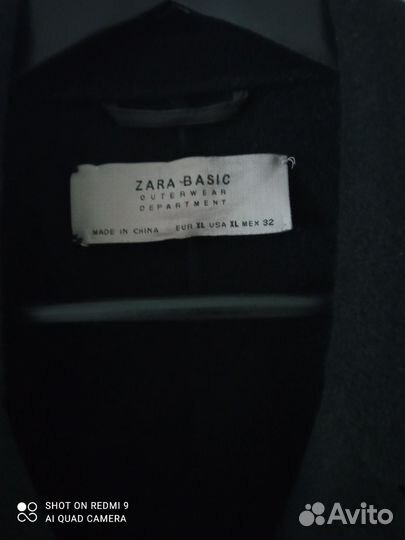 ZARA BASIC
OUTERWEAR
DEPARTMENT
MADE IN CHINA EUR XL USA XL MEX 32
SHOT ON REDMI 9
AI QUAD CAMERA
Avito